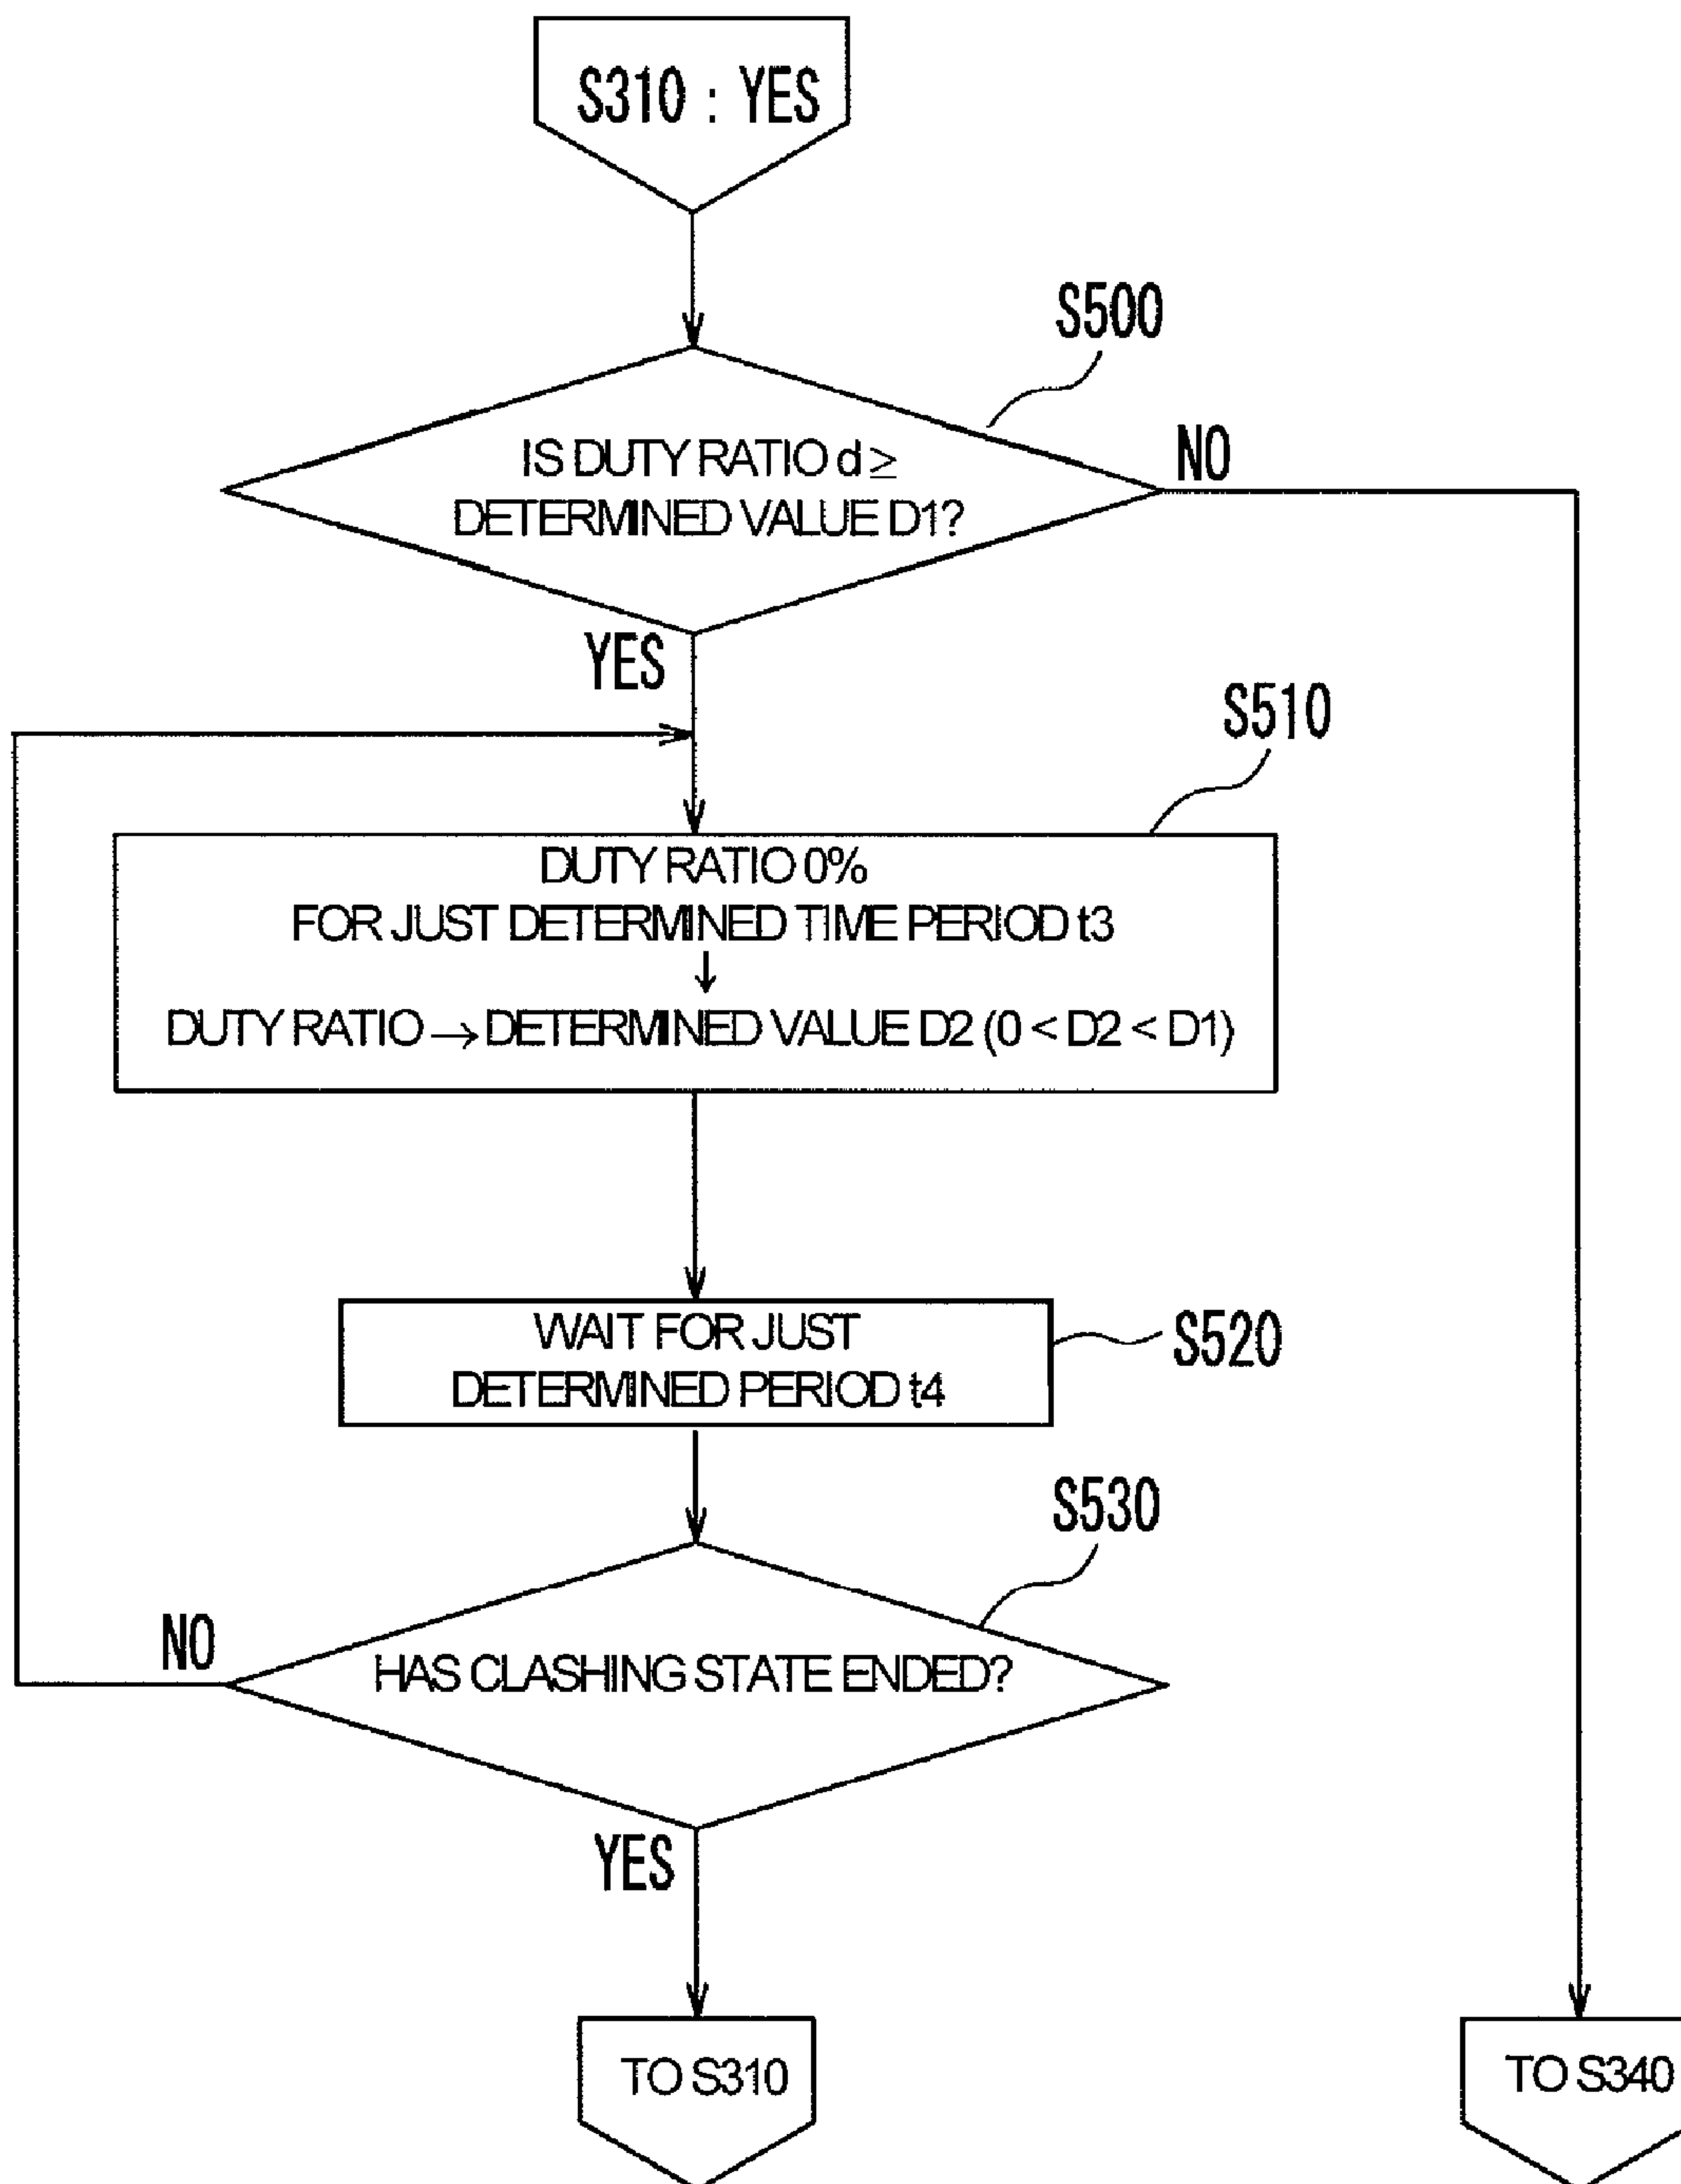 S310 : YES
S500
IS DUTY RATIO d ≥
DETERMINED VALUE D1?
NO
YES
S510
DUTY RATIO 0%
FOR JUST DETERMINED TIME PERIOD t3
↓
DUTY RATIO → DETERMINED VALUE D2 (0 < D2 < D1)
WAIT FOR JUST
DETERMINED PERIOD t4
S520
S530
NO
HAS CLASHING STATE ENDED?
YES
TO S310
TO S340